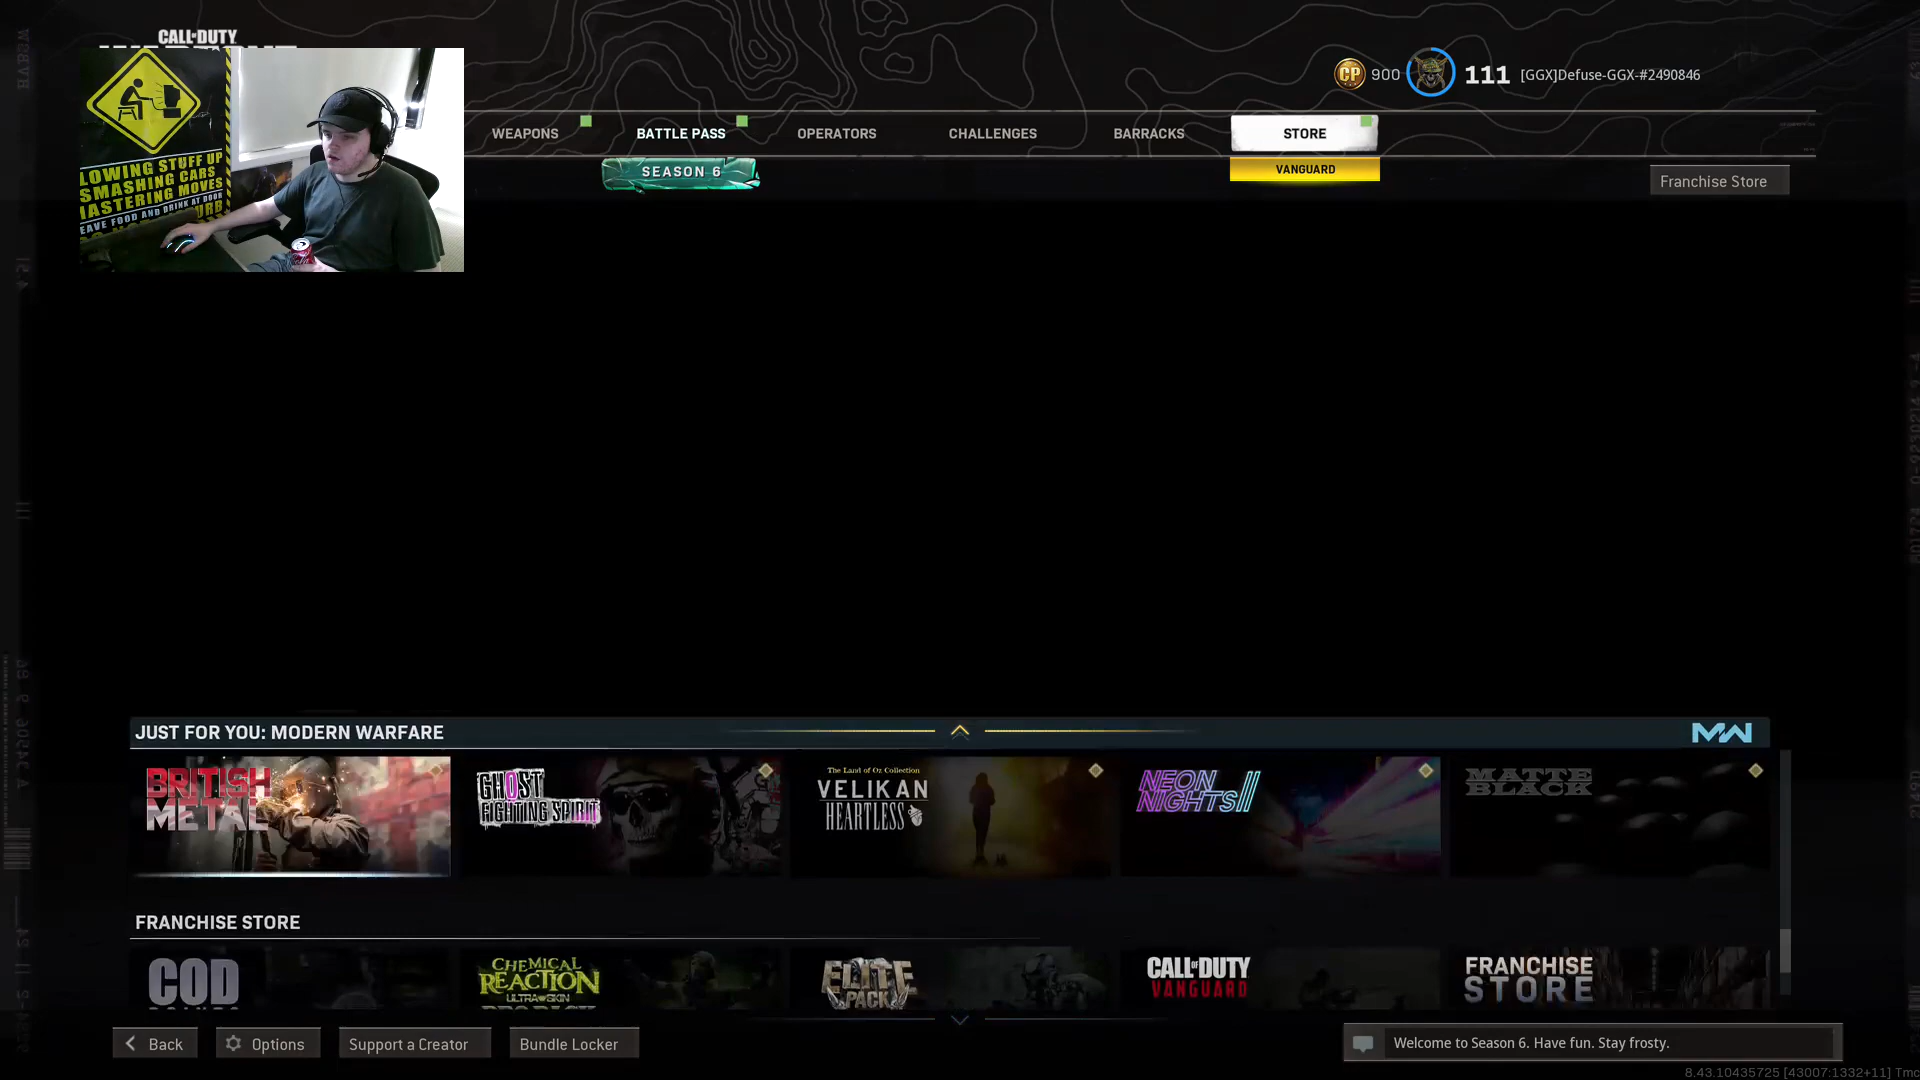 CALL OF DUTY
CP 900 111 [GGX]Defuse-GGX-#2490846
WEAPONS BATTLE PASS OPERATORS CHALLENGES BARRACKS STORE
SEASON 6 VANGUARD
Franchise Store
LOWING STUFF UP
SMASHING CARS
MASTERING MOVES
EAVE FOOD AND DRINK AT DOOR
JUST FOR YOU: MODERN WARFARE MW
BRITISH
METAL
GHOST
FIGHTING SPIRIT
The Land of Oz Collection
VELIKAN
HEARTLESS
NEON
NIGHTS II
MATTE
BLACK
FRANCHISE STORE
COD
CHEMICAL
REACTION
ULTRA SKIN
ELITE
PACK
CALL OF DUTY
VANGUARD
FRANCHISE
STORE
Back Options Support a Creator Bundle Locker
Welcome to Season 6. Have fun. Stay frosty.
8.43.10435725 [43007:1332+11] Tmc